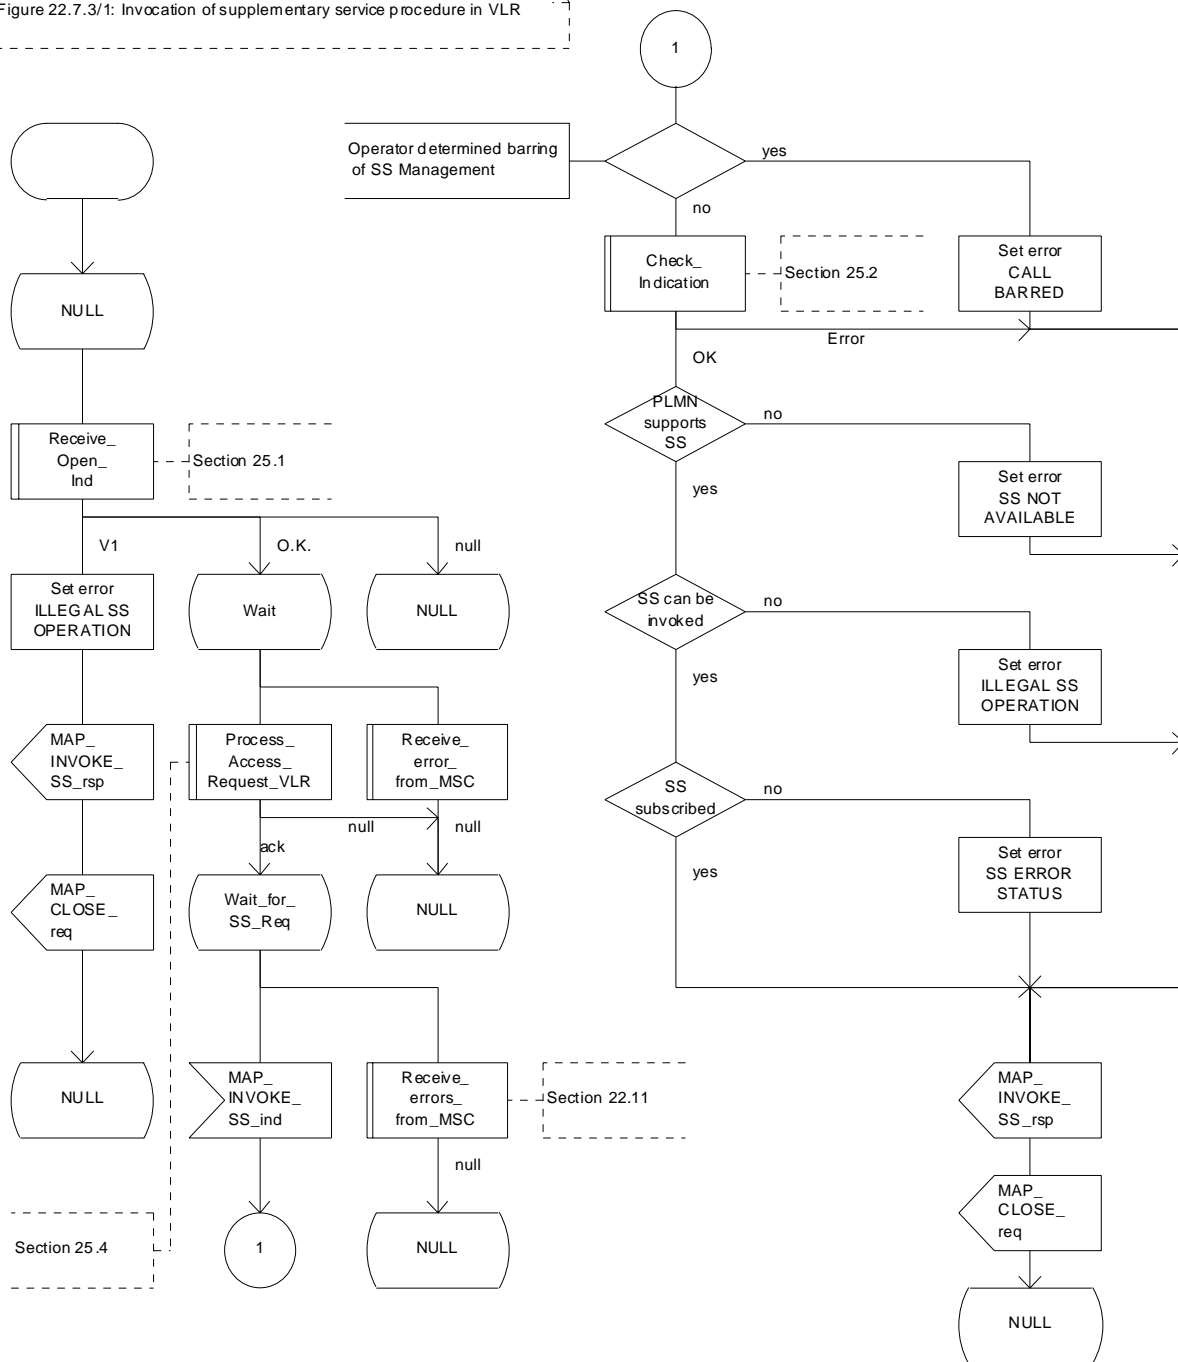 Figure 22.7.3/1: Invocation of supplementary service procedure in VLR
NULL
Receive_
Open_
Ind
Section 25.1
V1
O.K.
null
Set error
ILLEGAL SS
OPERATION
Wait
NULL
MAP_
INVOKE_
SS_rsp
Process_
Access_
Request_VLR
Receive_
error_
from_MSC
null
null
ack
MAP_
CLOSE_
req
Wait_for_
SS_Req
NULL
NULL
MAP_
INVOKE_
SS_ind
Receive_
errors_
from_MSC
Section 22.11
null
Section 25.4
1
NULL
1
Operator determined barring
of SS Management
yes
no
Check_
Indication
Section 25.2
Set error
CALL
BARRED
Error
OK
PLMN
supports
SS
no
yes
Set error
SS NOT
AVAILABLE
SS can be
invoked
no
yes
Set error
ILLEGAL SS
OPERATION
SS
subscribed
no
yes
Set error
SS ERROR
STATUS
MAP_
INVOKE_
SS_rsp
MAP_
CLOSE_
req
NULL